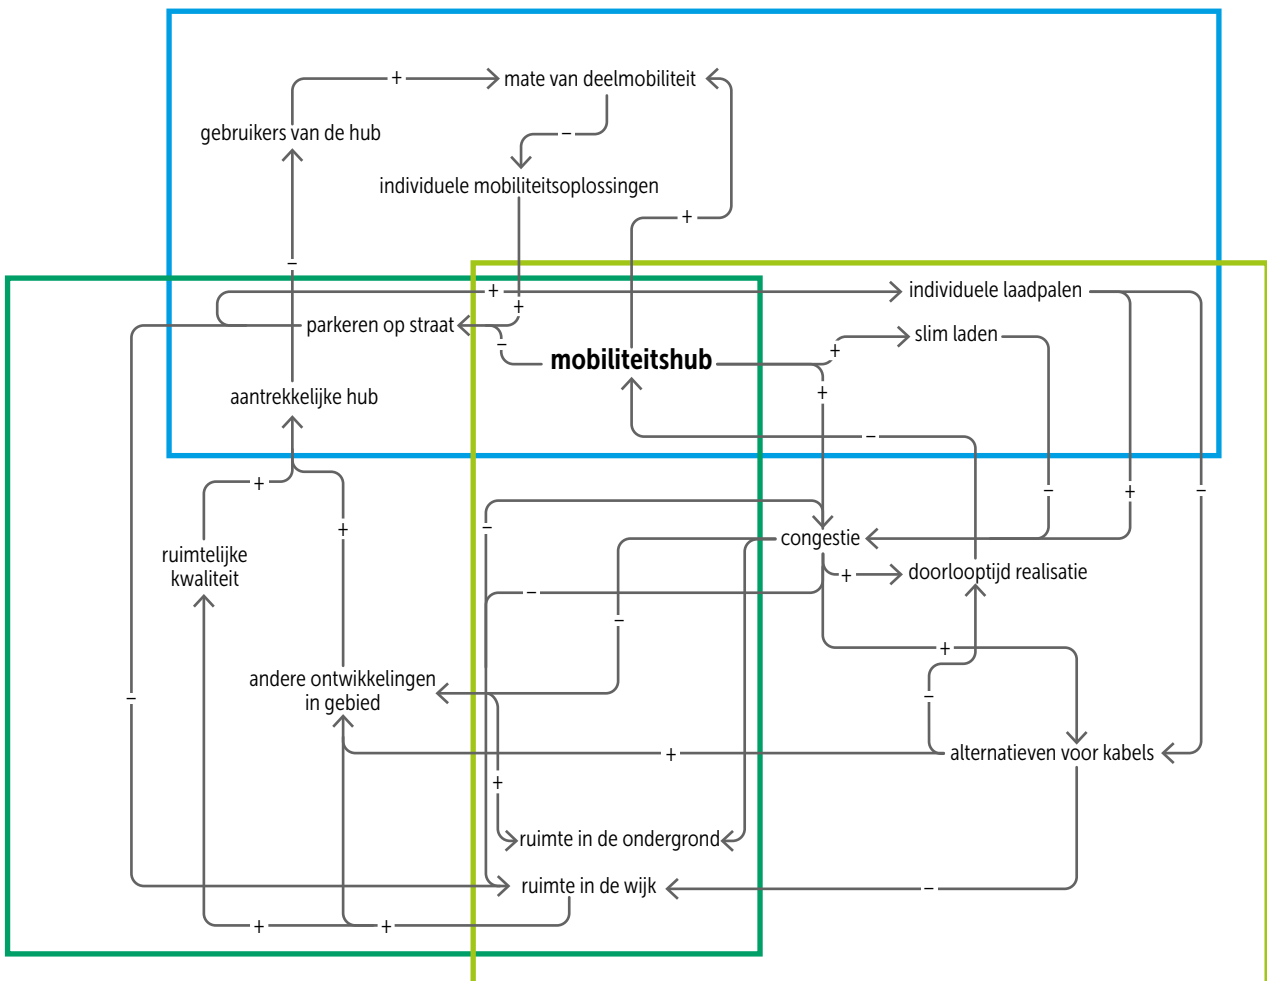 +
mate van deelmobiliteit
gebruikers van de hub
–
individuele mobiliteitsoplossingen
+
–
+
individuele laadpalen
+
parkeren op straat
–
slim laden
+
mobiliteitshub
+
aantrekkelijke hub
–
+
–
+
–
+
–
congestie
ruimtelijke
kwaliteit
+
doorlooptijd realisatie
–
–
+
andere ontwikkelingen
in gebied
–
–
+
alternatieven voor kabels
+
ruimte in de ondergrond
ruimte in de wijk
–
+
+